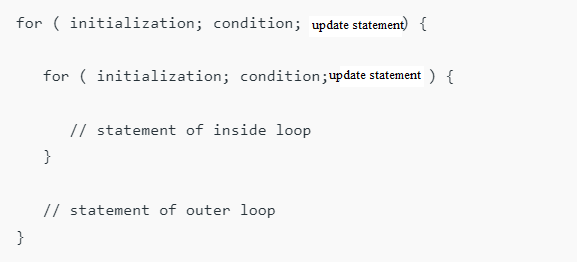 for ( initialization; condition; update statement) {
for ( initialization; condition;update statement ) {
// statement of inside loop
}
// statement of outer loop
}